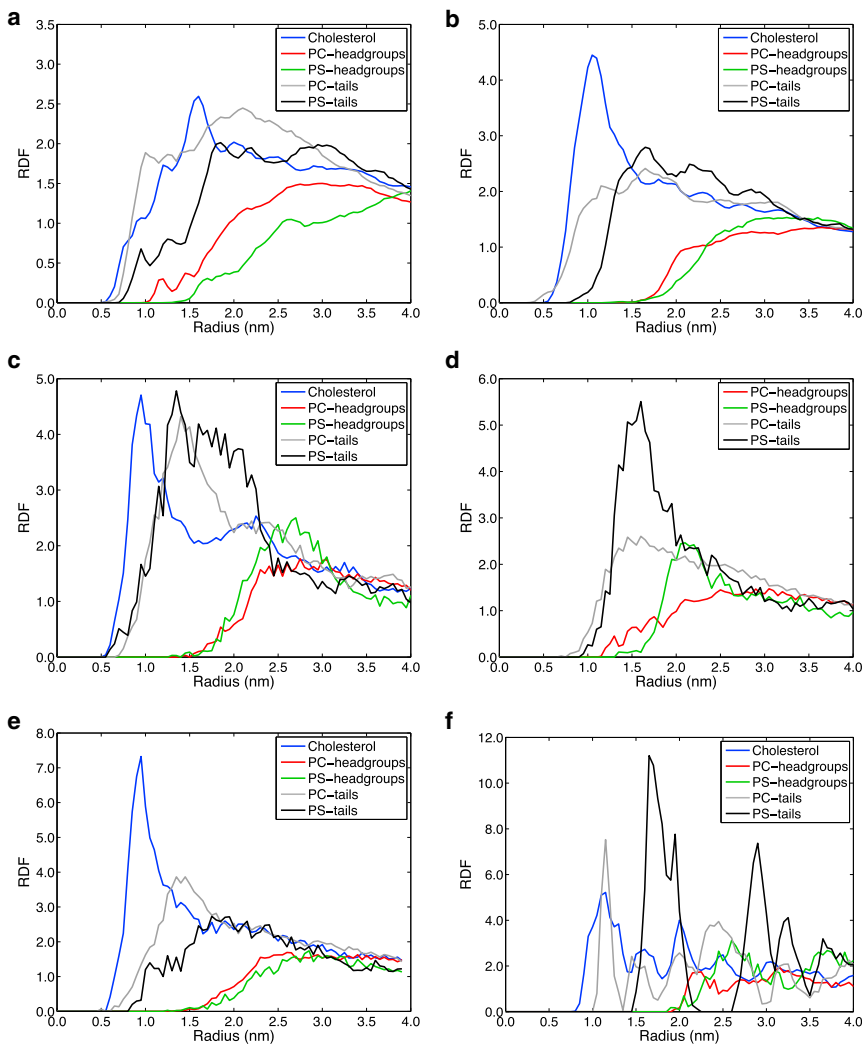 a
3.5
3.0
2.5
2.0
1.5
1.0
0.5
0.0
RDF
0.0 0.5 1.0 1.5 2.0 2.5 3.0 3.5 4.0
Radius (nm)
Cholesterol
PC-headgroups
PS-headgroups
PC-tails
PS-tails
b
5.0
4.0
3.0
2.0
1.0
0.0
RDF
0.0 0.5 1.0 1.5 2.0 2.5 3.0 3.5 4.0
Radius (nm)
Cholesterol
PC-headgroups
PS-headgroups
PC-tails
PS-tails
c
5.0
4.0
3.0
2.0
1.0
0.0
RDF
0.0 0.5 1.0 1.5 2.0 2.5 3.0 3.5 4.0
Radius (nm)
Cholesterol
PC-headgroups
PS-headgroups
PC-tails
PS-tails
d
6.0
5.0
4.0
3.0
2.0
1.0
0.0
RDF
0.0 0.5 1.0 1.5 2.0 2.5 3.0 3.5 4.0
Radius (nm)
PC-headgroups
PS-headgroups
PC-tails
PS-tails
e
8.0
7.0
6.0
5.0
4.0
3.0
2.0
1.0
0.0
RDF
0.0 0.5 1.0 1.5 2.0 2.5 3.0 3.5 4.0
Radius (nm)
Cholesterol
PC-headgroups
PS-headgroups
PC-tails
PS-tails
f
12.0
10.0
8.0
6.0
4.0
2.0
0.0
RDF
0.0 0.5 1.0 1.5 2.0 2.5 3.0 3.5 4.0
Radius (nm)
Cholesterol
PC-headgroups
PS-headgroups
PC-tails
PS-tails